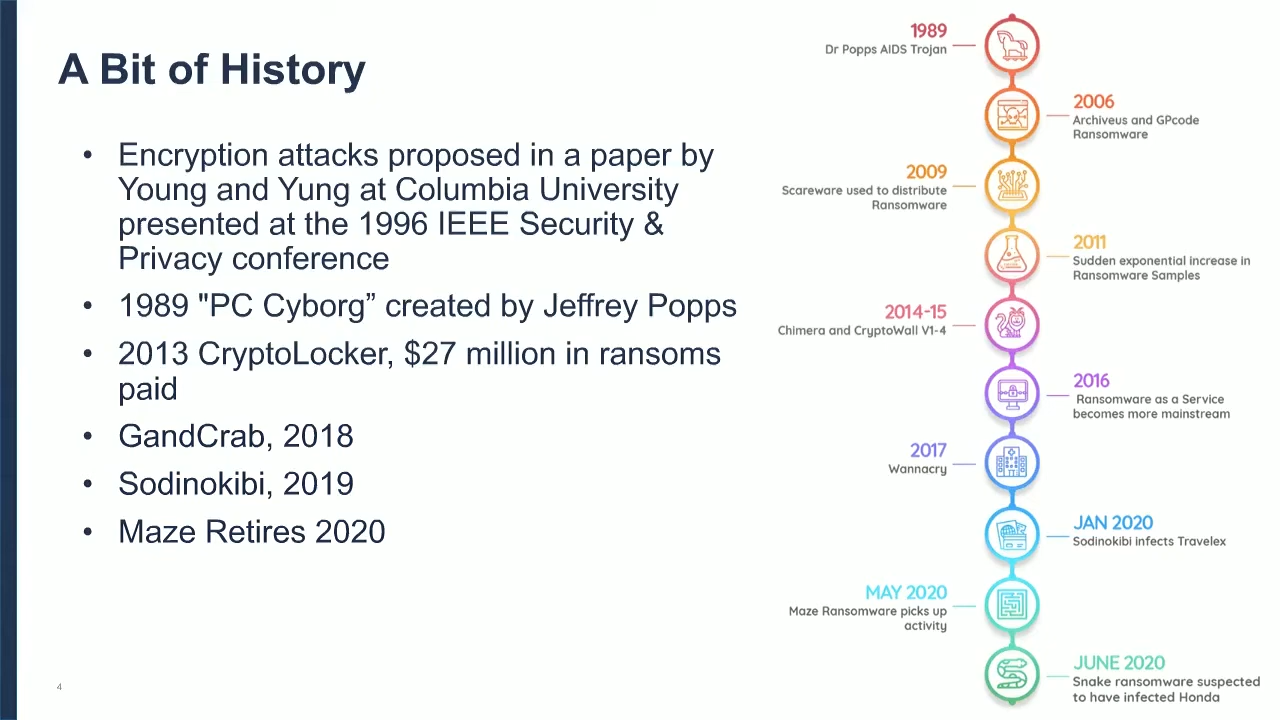 A Bit of History
• Encryption attacks proposed in a paper by
Young and Yung at Columbia University
presented at the 1996 IEEE Security &
Privacy conference
• 1989 "PC Cyborg” created by Jeffrey Popps
• 2013 CryptoLocker, $27 million in ransoms
paid
• GandCrab, 2018
• Sodinokibi, 2019
• Maze Retires 2020
4
1989
Dr Popps AIDS Trojan
2006
Archiveus and GPcode
Ransomware
2009
Scareware used to distribute
Ransomware
2011
Sudden exponential increase in
Ransomware Samples
2014-15
Chimera and CryptoWall V1-4
2016
Ransomware as a Service
becomes more mainstream
2017
Wannacry
JAN 2020
Sodinokibi infects Travelex
MAY 2020
Maze Ransomware picks up
activity
JUNE 2020
Snake ransomware suspected
to have infected Honda